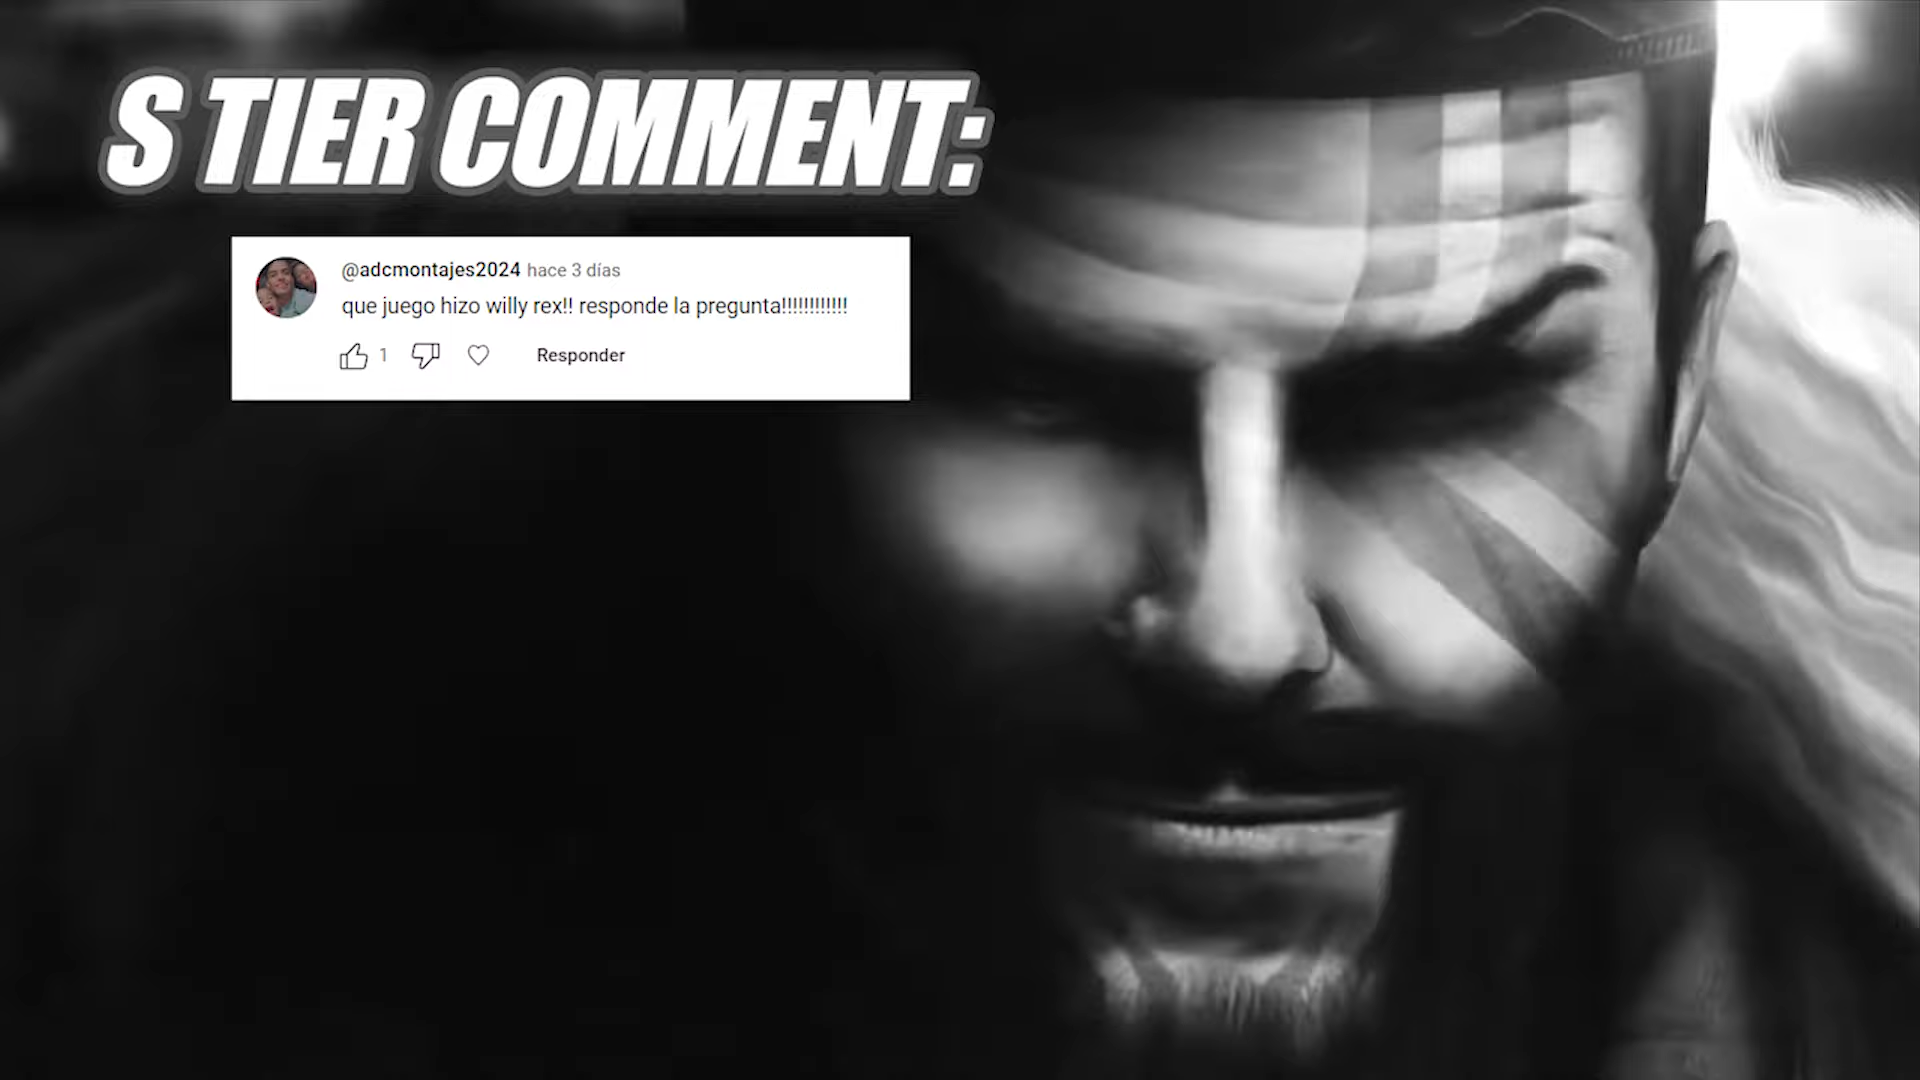 S TIER COMMENT:
@adcmontajes2024 hace 3 días
que juego hizo willy rex!! responde la pregunta!!!!!!!!!!!!
1 Responder